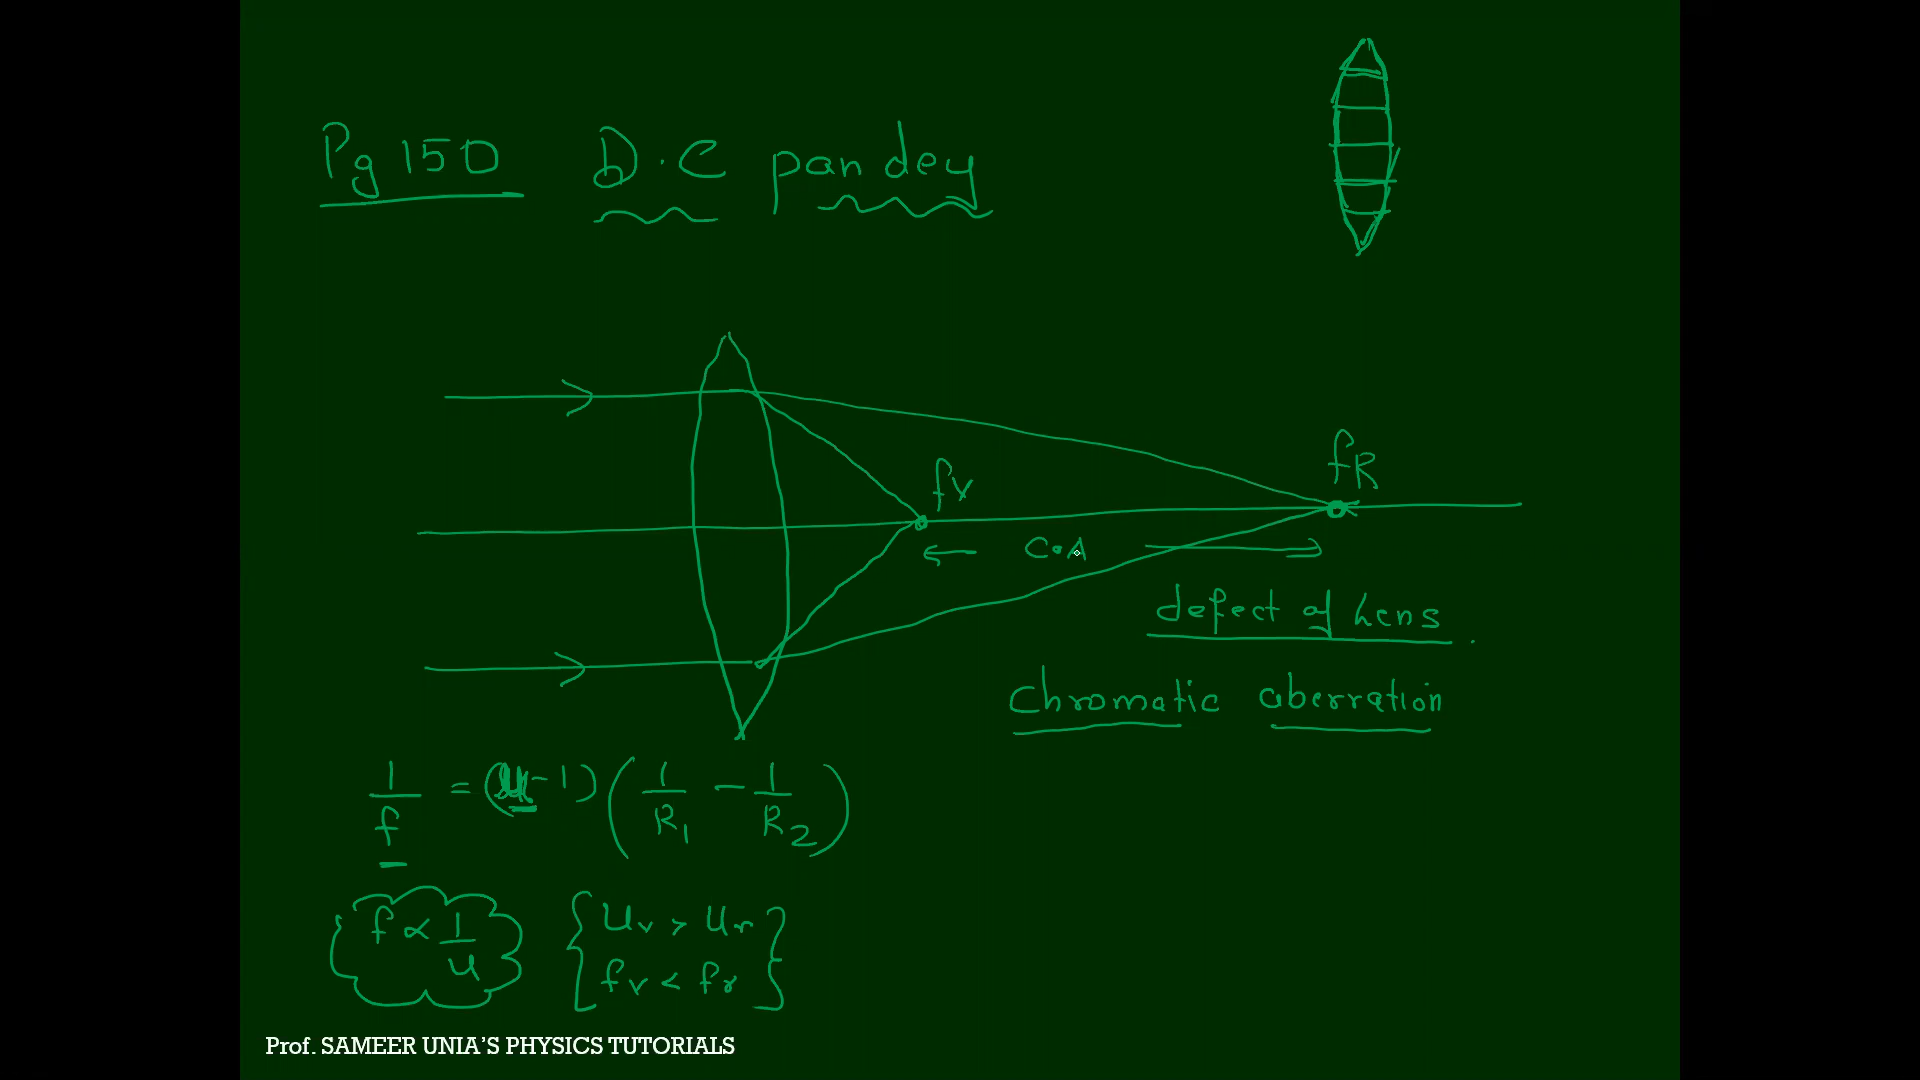 Pg 150 D.C pandey
fv
fR
C.A
defect of Lens.
Chromatic aberration
1/f = (μ-1) (1/R1 - 1/R2)
f ∝ 1/μ
{ μv > μr }
{ fv < fr }
Prof. SAMEER UNIA'S PHYSICS TUTORIALS